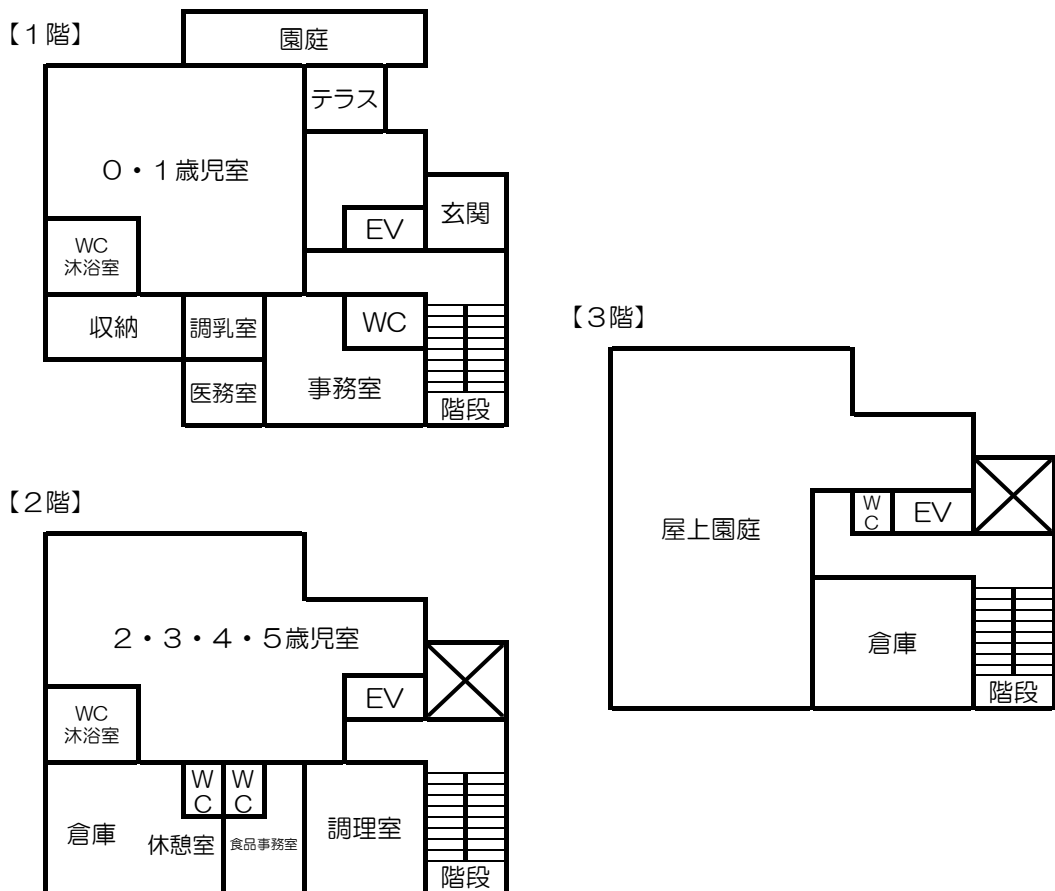 【１階】
園庭
テラス
０・１歳児室
玄関
EV
WC
沐浴室
収納
調乳室
WC
医務室
事務室
階段
【２階】
２・３・４・５歳児室
EV
WC
沐浴室
W
C
W
C
倉庫
休憩室
食品事務室
調理室
階段
【３階】
屋上園庭
W
C
EV
倉庫
階段